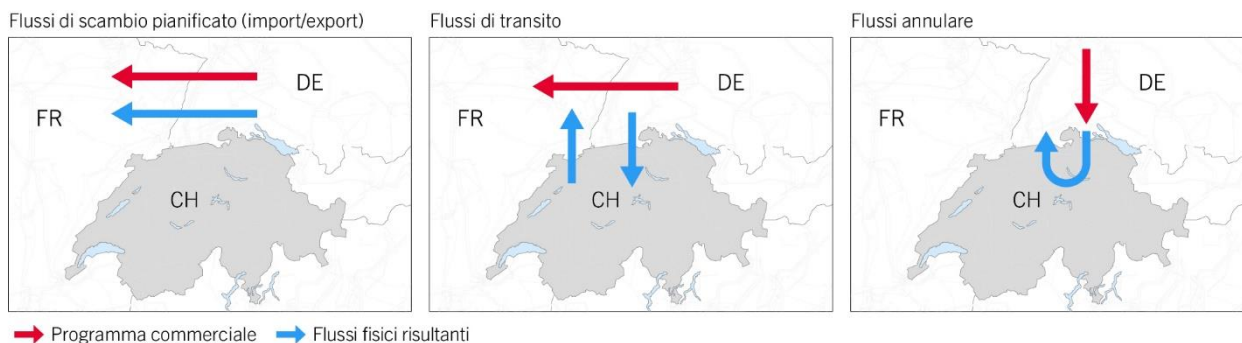 Flussi di scambio pianificato (import/export)
DE
FR
CH
Flussi di transito
DE
FR
CH
Flussi annulare
DE
FR
CH
Programma commerciale
Flussi fisici risultanti